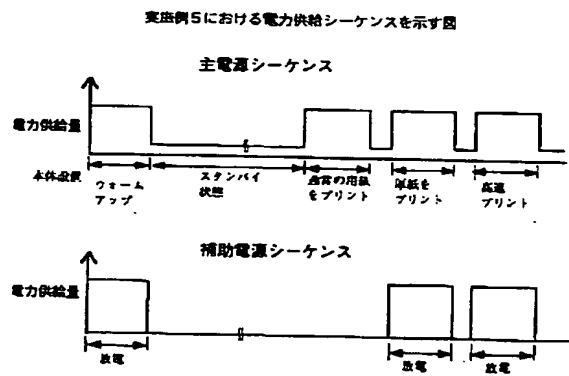 実施例5における電力供給シーケンスを示す図
主電源シーケンス
電力供給量
本体状態
ウォーム
アップ
スタンバイ
状態
通常の用紙
をプリント
厚紙を
プリント
高速
プリント
補助電源シーケンス
電力供給量
放電
放電
放電